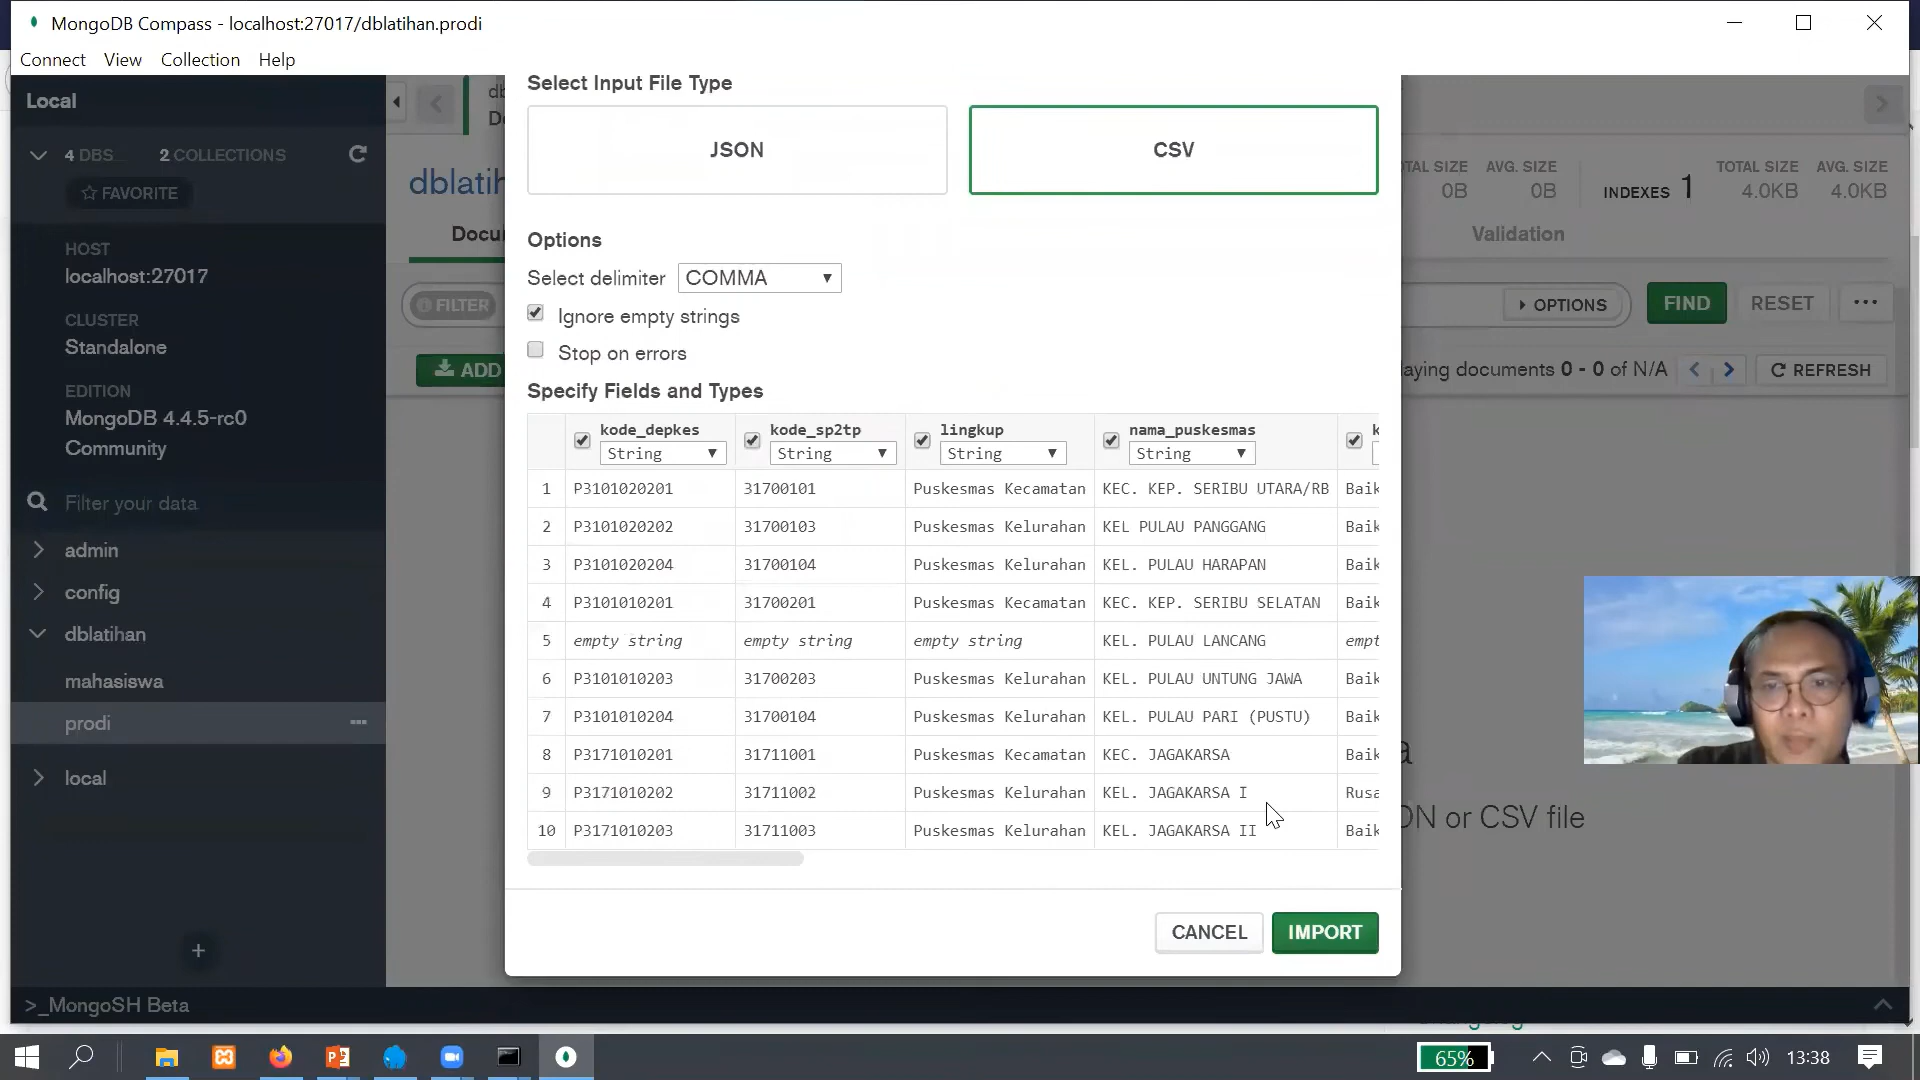 MongoDB Compass - localhost:27017/dblatihan.prodi
Connect View Collection Help
Local
4 DBS 2 COLLECTIONS
FAVORITE
HOST
localhost:27017
CLUSTER
Standalone
EDITION
MongoDB 4.4.5-rc0
Community
Filter your data
admin
config
dblatihan
mahasiswa
prodi
local
>_MongoSH Beta
Select Input File Type
JSON CSV
Options
Select delimiter COMMA
Ignore empty strings
Stop on errors
Specify Fields and Types
kode_depkes kode_sp2tp lingkup nama_puskesmas
String String String String
1 P3101020201 31700101 Puskesmas Kecamatan KEC. KEP. SERIBU UTARA/RB Baik
2 P3101020202 31700103 Puskesmas Kelurahan KEL PULAU PANGGANG Baik
3 P3101020204 31700104 Puskesmas Kelurahan KEL. PULAU HARAPAN Baik
4 P3101010201 31700201 Puskesmas Kecamatan KEC. KEP. SERIBU SELATAN Baik
5 empty string empty string empty string KEL. PULAU LANCANG empt
6 P3101010203 31700203 Puskesmas Kelurahan KEL. PULAU UNTUNG JAWA Baik
7 P3101010204 31700104 Puskesmas Kelurahan KEL. PULAU PARI (PUSTU) Baik
8 P3171010201 31711001 Puskesmas Kecamatan KEC. JAGAKARSA Baik
9 P3171010202 31711002 Puskesmas Kelurahan KEL. JAGAKARSA I Rusa
10 P3171010203 31711003 Puskesmas Kelurahan KEL. JAGAKARSA II Baik
CANCEL IMPORT
dblatih
Docu
FILTER
ADD
TAL SIZE AVG. SIZE TOTAL SIZE AVG. SIZE
0B 0B INDEXES 1 4.0KB 4.0KB
Validation
OPTIONS FIND RESET
laying documents 0 - 0 of N/A REFRESH
ON or CSV file
65% 13:38